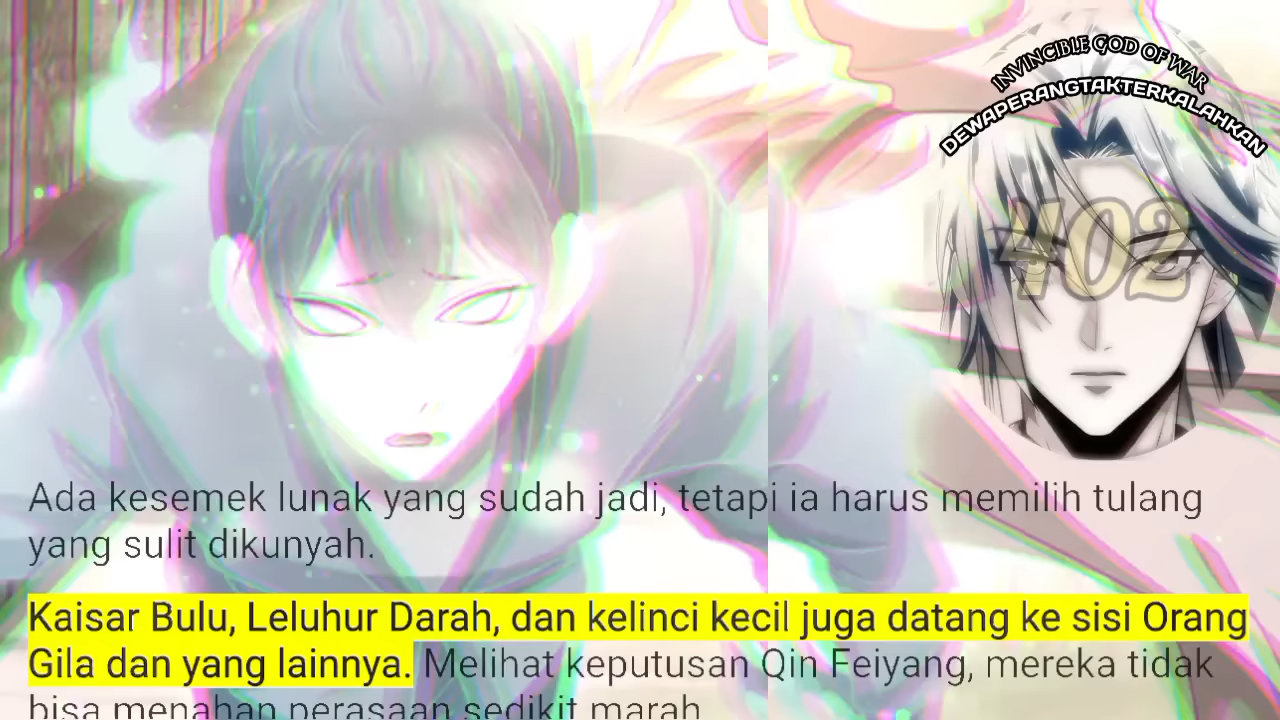 INVINCIBLE GOD OF WAR
DEWAPERANGTAKTERKALAHKAN
402
Ada kesemek lunak yang sudah jadi, tetapi ia harus memilih tulang
yang sulit dikunyah.
Kaisar Bulu, Leluhur Darah, dan kelinci kecil juga datang ke sisi Orang
Gila dan yang lainnya. Melihat keputusan Qin Feiyang, mereka tidak
bisa menahan perasaan sedikit marah